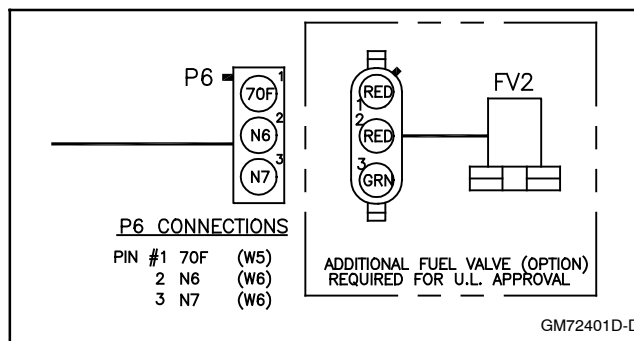 P6
1
70F
2
N6
3
N7
1
RED
2
RED
3
GRN
FV2
P6 CONNECTIONS
PIN #1 70F (W5)
2 N6 (W6)
3 N7 (W6)
ADDITIONAL FUEL VALVE (OPTION)
REQUIRED FOR U.L. APPROVAL